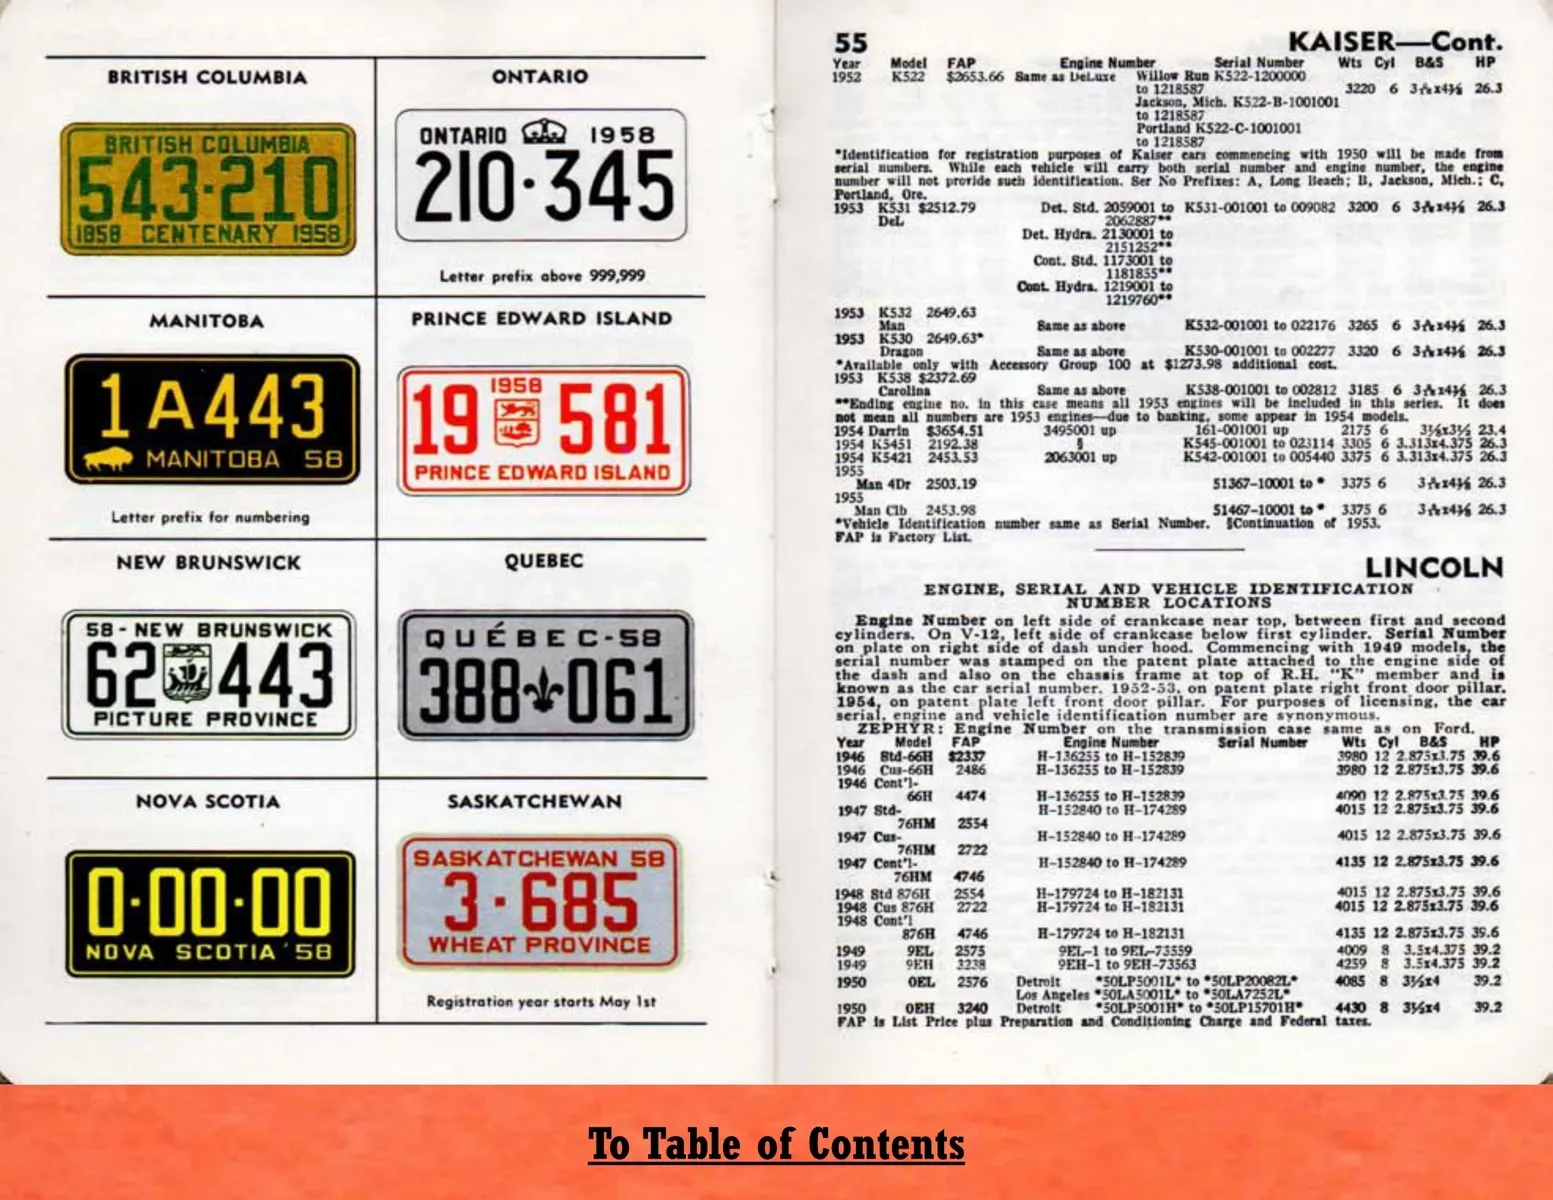 BRITISH COLUMBIA
BRITISH COLUMBIA
543-210
1858 CENTENARY 1958
ONTARIO
ONTARIO 1958
210·345
Letter prefix above 999,999
MANITOBA
1A443
MANITOBA 58
Letter prefix for numbering
PRINCE EDWARD ISLAND
1958
19 581
PRINCE EDWARD ISLAND
NEW BRUNSWICK
58-NEW BRUNSWICK
62 443
PICTURE PROVINCE
QUEBEC
QUÉBEC-58
388 061
NOVA SCOTIA
0·00·00
NOVA SCOTIA '58
SASKATCHEWAN
SASKATCHEWAN 58
3·685
WHEAT PROVINCE
Registration year starts May 1st
55 KAISER—Cont.
Year Model FAP Engine Number Serial Number Wts Cyl B&S HP
1952 K522 $2653.66 Same as DeLuxe Willow Run K522-1200000
to 1218587 3220 6 3⁵⁄₁₆x4⅜ 26.3
Jackson, Mich. K522-B-1001001
to 1218587
Portland K522-C-1001001
to 1218587
*Identification for registration purposes of Kaiser cars commencing with 1950 will be made from
serial numbers. While each vehicle will carry both serial number and engine number, the engine
number will not provide such identification. Ser No Prefixes: A, Long Beach; B, Jackson, Mich.; C,
Portland, Ore.
1953 K531 $2512.79 Det. Std. 2059001 to K531-001001 to 009082 3200 6 3⁵⁄₁₆x4⅜ 26.3
DeL 2062887**
Det. Hydra. 2130001 to
2151252**
Cont. Std. 1173001 to
1181855**
Cont. Hydra. 1219001 to
1219760**
1953 K532 2649.63
Man Same as above K532-001001 to 022176 3265 6 3⁵⁄₁₆x4⅜ 26.3
1953 K530 2649.63*
Dragon Same as above K530-001001 to 002277 3320 6 3⁵⁄₁₆x4⅜ 26.3
*Available only with Accessory Group 100 at $1273.98 additional cost.
1953 K538 $2372.69
Carolina Same as above K538-001001 to 002812 3185 6 3⁵⁄₁₆x4⅜ 26.3
**Ending engine no. in this case means all 1953 engines will be included in this series. It does
not mean all numbers are 1953 engines—due to banking, some appear in 1954 models.
1954 Darrin $3654.51 3495001 up 161-001001 up 2175 6 3⅛x3½ 23.4
1954 K5451 2192.38 § K545-001001 to 023114 3305 6 3.313x4.375 26.3
1954 K5421 2453.53 2063001 up K542-001001 to 005440 3375 6 3.313x4.375 26.3
1955
Man 4Dr 2503.19 51367-10001 to * 3375 6 3⁵⁄₁₆x4⅜ 26.3
1955
Man Clb 2453.98 51467-10001 to * 3375 6 3⁵⁄₁₆x4⅜ 26.3
*Vehicle Identification number same as Serial Number. §Continuation of 1953.
FAP is Factory List.
LINCOLN
ENGINE, SERIAL AND VEHICLE IDENTIFICATION
NUMBER LOCATIONS
Engine Number on left side of crankcase near top, between first and second
cylinders. On V-12, left side of crankcase below first cylinder. Serial Number
on plate on right side of dash under hood. Commencing with 1949 models, the
serial number was stamped on the patent plate attached to the engine side of
the dash and also on the chassis frame at top of R.H. "K" member and is
known as the car serial number. 1952-53, on patent plate right front door pillar.
1954, on patent plate left front door pillar. For purposes of licensing, the car
serial, engine and vehicle identification number are synonymous.
ZEPHYR: Engine Number on the transmission case same as on Ford.
Year Model FAP Engine Number Serial Number Wts Cyl B&S HP
1946 Std-66H $2337 H-136255 to H-152839 3980 12 2.875x3.75 39.6
1946 Cus-66H 2486 H-136255 to H-152839 3980 12 2.875x3.75 39.6
1946 Cont'l-
66H 4474 H-136255 to H-152839 4090 12 2.875x3.75 39.6
1947 Std- H-152840 to H-174289 4015 12 2.875x3.75 39.6
76HM 2554
1947 Cus- H-152840 to H-174289 4015 12 2.875x3.75 39.6
76HM 2722
1947 Cont'l- H-152840 to H-174289 4135 12 2.875x3.75 39.6
76HM 4746
1948 Std 876H 2554 H-179724 to H-182131 4015 12 2.875x3.75 39.6
1948 Cus 876H 2722 H-179724 to H-182131 4015 12 2.875x3.75 39.6
1948 Cont'l
876H 4746 H-179724 to H-182131 4135 12 2.875x3.75 39.6
1949 9EL 2575 9EL-1 to 9EL-73559 4009 8 3.5x4.375 39.2
1949 9EH 3238 9EH-1 to 9EH-73563 4259 8 3.5x4.375 39.2
1950 0EL 2576 Detroit *50LP5001L* to *50LP20082L* 4085 8 3½x4 39.2
Los Angeles *50LA5001L* to *50LA7252L*
1950 0EH 3240 Detroit *50LP5001H* to *50LP15701H* 4430 8 3½x4 39.2
FAP is List Price plus Preparation and Conditioning Charge and Federal taxes.
To Table of Contents